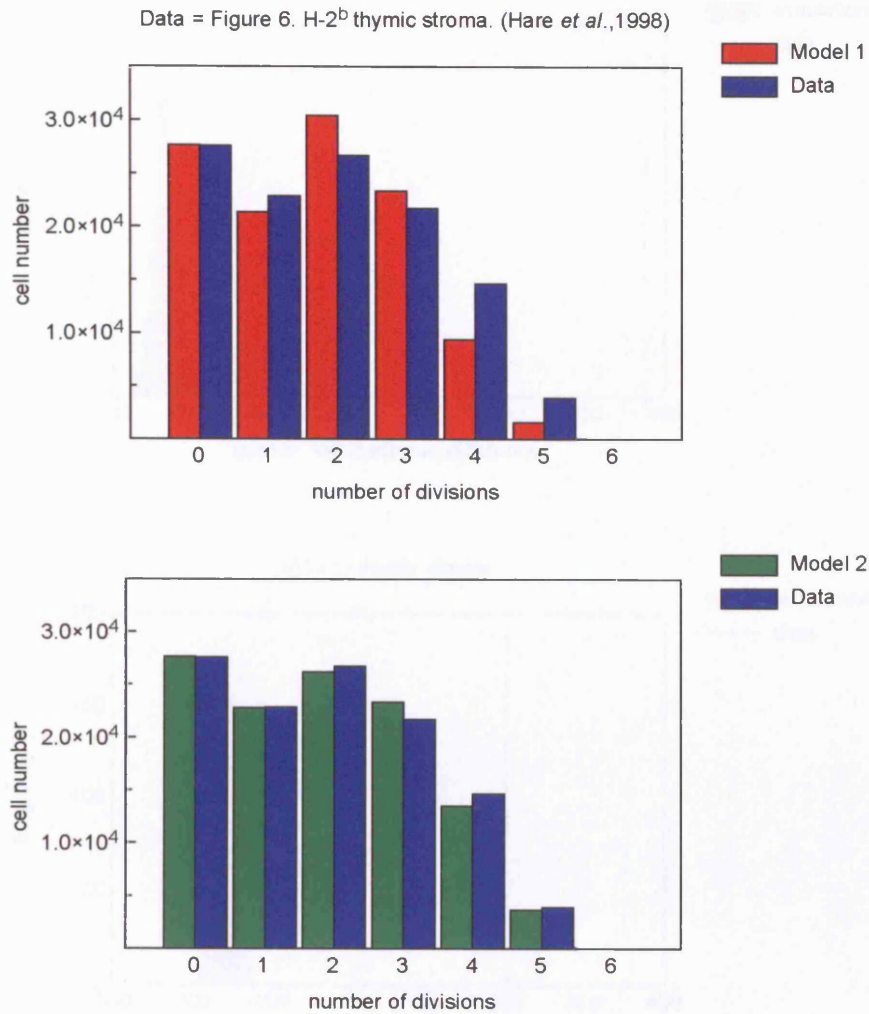 Data = Figure 6. H-2ᵇ thymic stroma. (Hare et al.,1998)
Model 1
Data
3.0×10⁴
2.0×10⁴
1.0×10⁴
cell number
0 1 2 3 4 5 6
number of divisions
Model 2
Data
3.0×10⁴
2.0×10⁴
1.0×10⁴
cell number
0 1 2 3 4 5 6
number of divisions